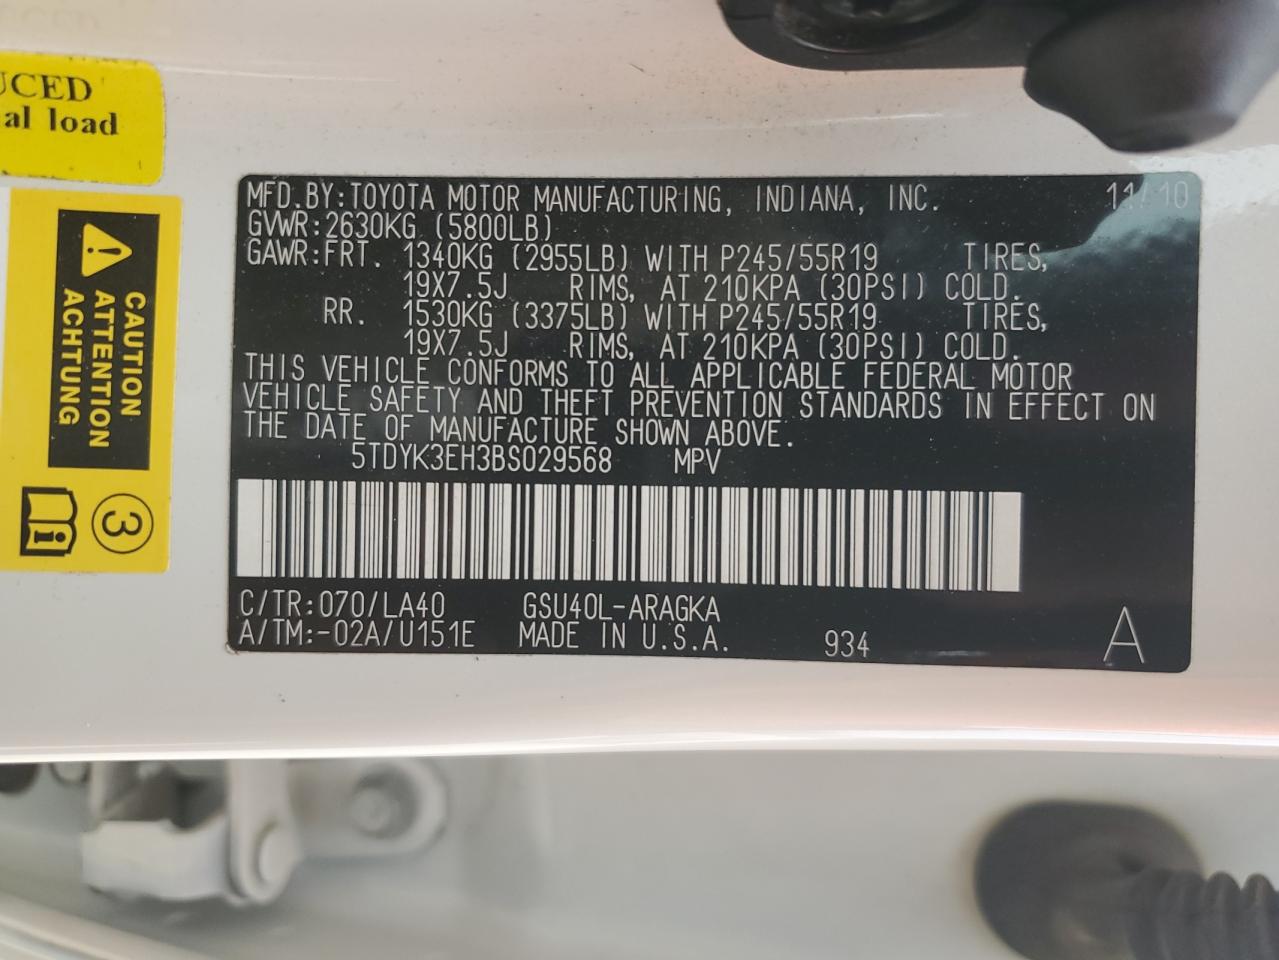 UCED
al load
CAUTION
ATTENTION
ACHTUNG
3
MFD.BY:TOYOTA MOTOR MANUFACTURING, INDIANA, INC. 11/10
GVWR:2630KG (5800LB)
GAWR:FRT. 1340KG (2955LB) WITH P245/55R19 TIRES,
19X7.5J RIMS, AT 210KPA (30PSI) COLD.
RR. 1530KG (3375LB) WITH P245/55R19 TIRES,
19X7.5J RIMS, AT 210KPA (30PSI) COLD.
THIS VEHICLE CONFORMS TO ALL APPLICABLE FEDERAL MOTOR
VEHICLE SAFETY AND THEFT PREVENTION STANDARDS IN EFFECT ON
THE DATE OF MANUFACTURE SHOWN ABOVE.
5TDYK3EH3BS029568 MPV
C/TR:070/LA40 GSU40L-ARAGKA
A/TM:-02A/U151E MADE IN U.S.A. 934 A